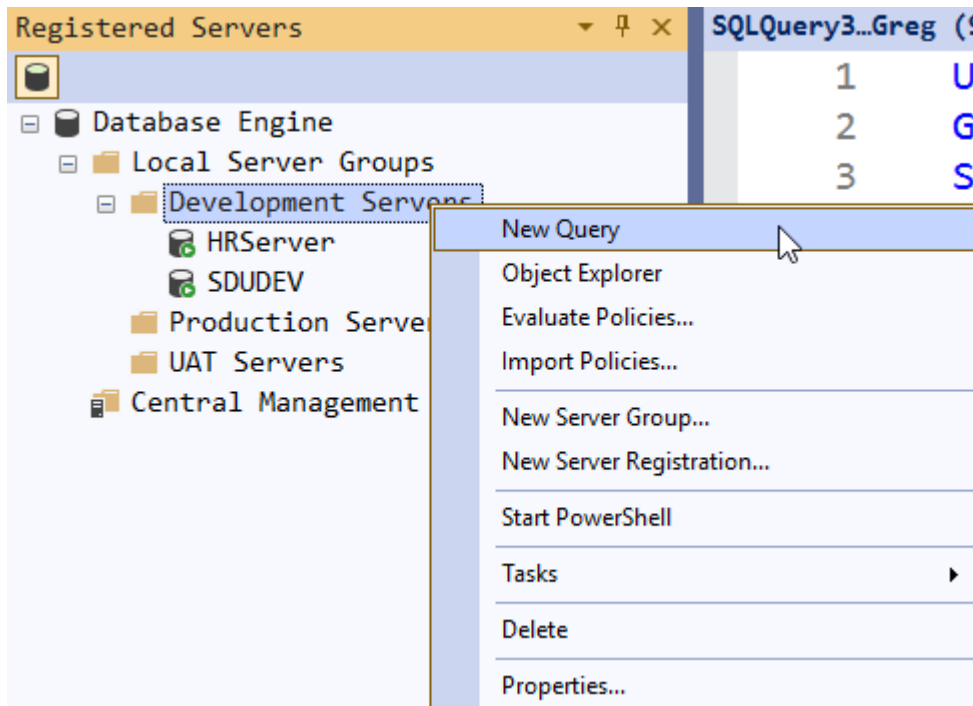 Registered Servers
SQLQuery3...Greg (
1 U
2 G
3 S
Database Engine
Local Server Groups
Development Servers
HRServer
SDUDEV
Production Server
UAT Servers
Central Management
New Query
Object Explorer
Evaluate Policies...
Import Policies...
New Server Group...
New Server Registration...
Start PowerShell
Tasks
Delete
Properties...